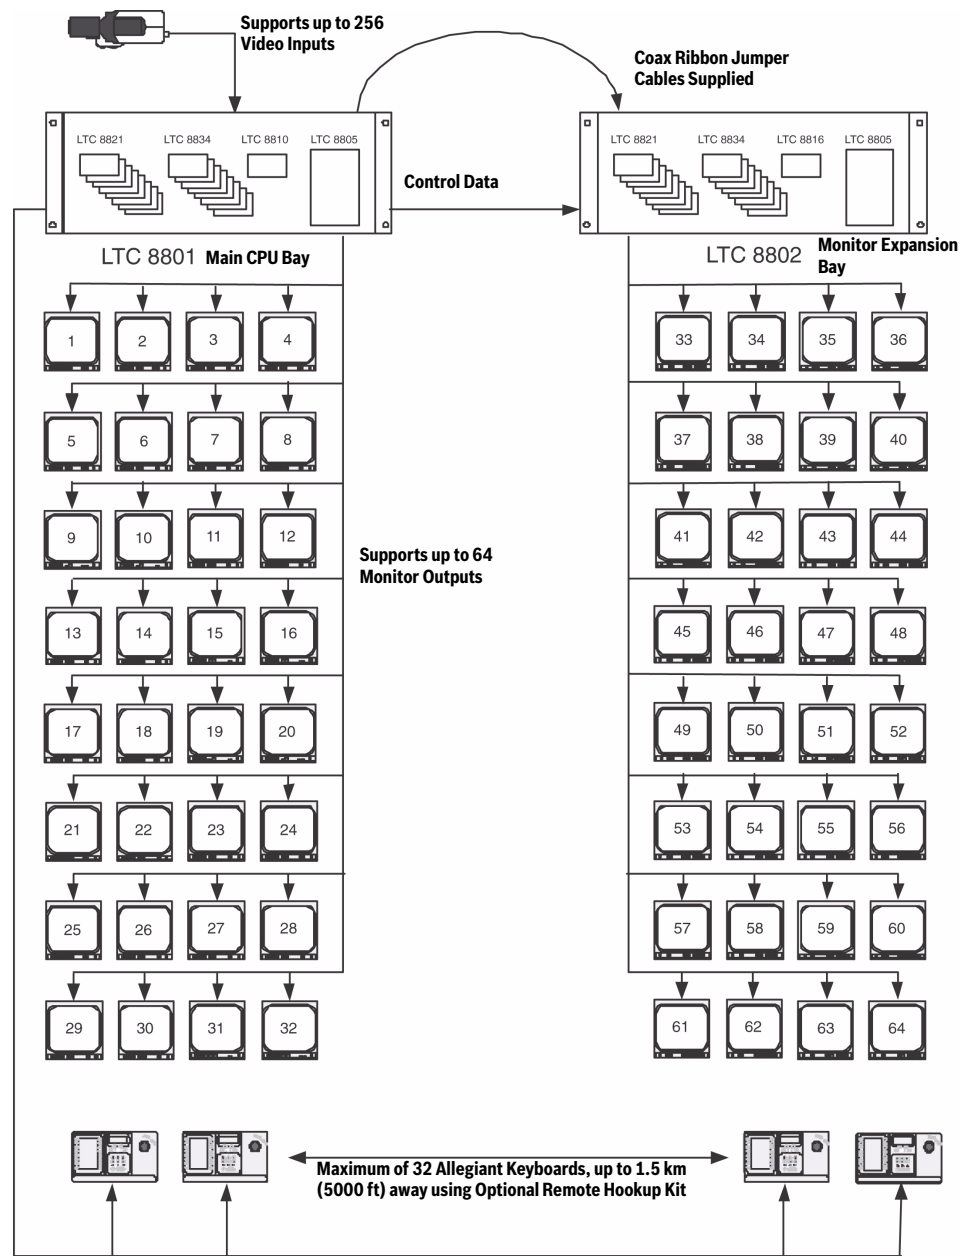 Supports up to 256
Video Inputs
Coax Ribbon Jumper
Cables Supplied
LTC 8821
LTC 8834
LTC 8810
LTC 8805
LTC 8821
LTC 8834
LTC 8816
LTC 8805
Control Data
LTC 8801 Main CPU Bay
LTC 8802 Monitor Expansion
Bay
1 2 3 4
33 34 35 36
5 6 7 8
37 38 39 40
9 10 11 12
41 42 43 44
Supports up to 64
Monitor Outputs
13 14 15 16
45 46 47 48
17 18 19 20
49 50 51 52
21 22 23 24
53 54 55 56
25 26 27 28
57 58 59 60
29 30 31 32
61 62 63 64
Maximum of 32 Allegiant Keyboards, up to 1.5 km
(5000 ft) away using Optional Remote Hookup Kit